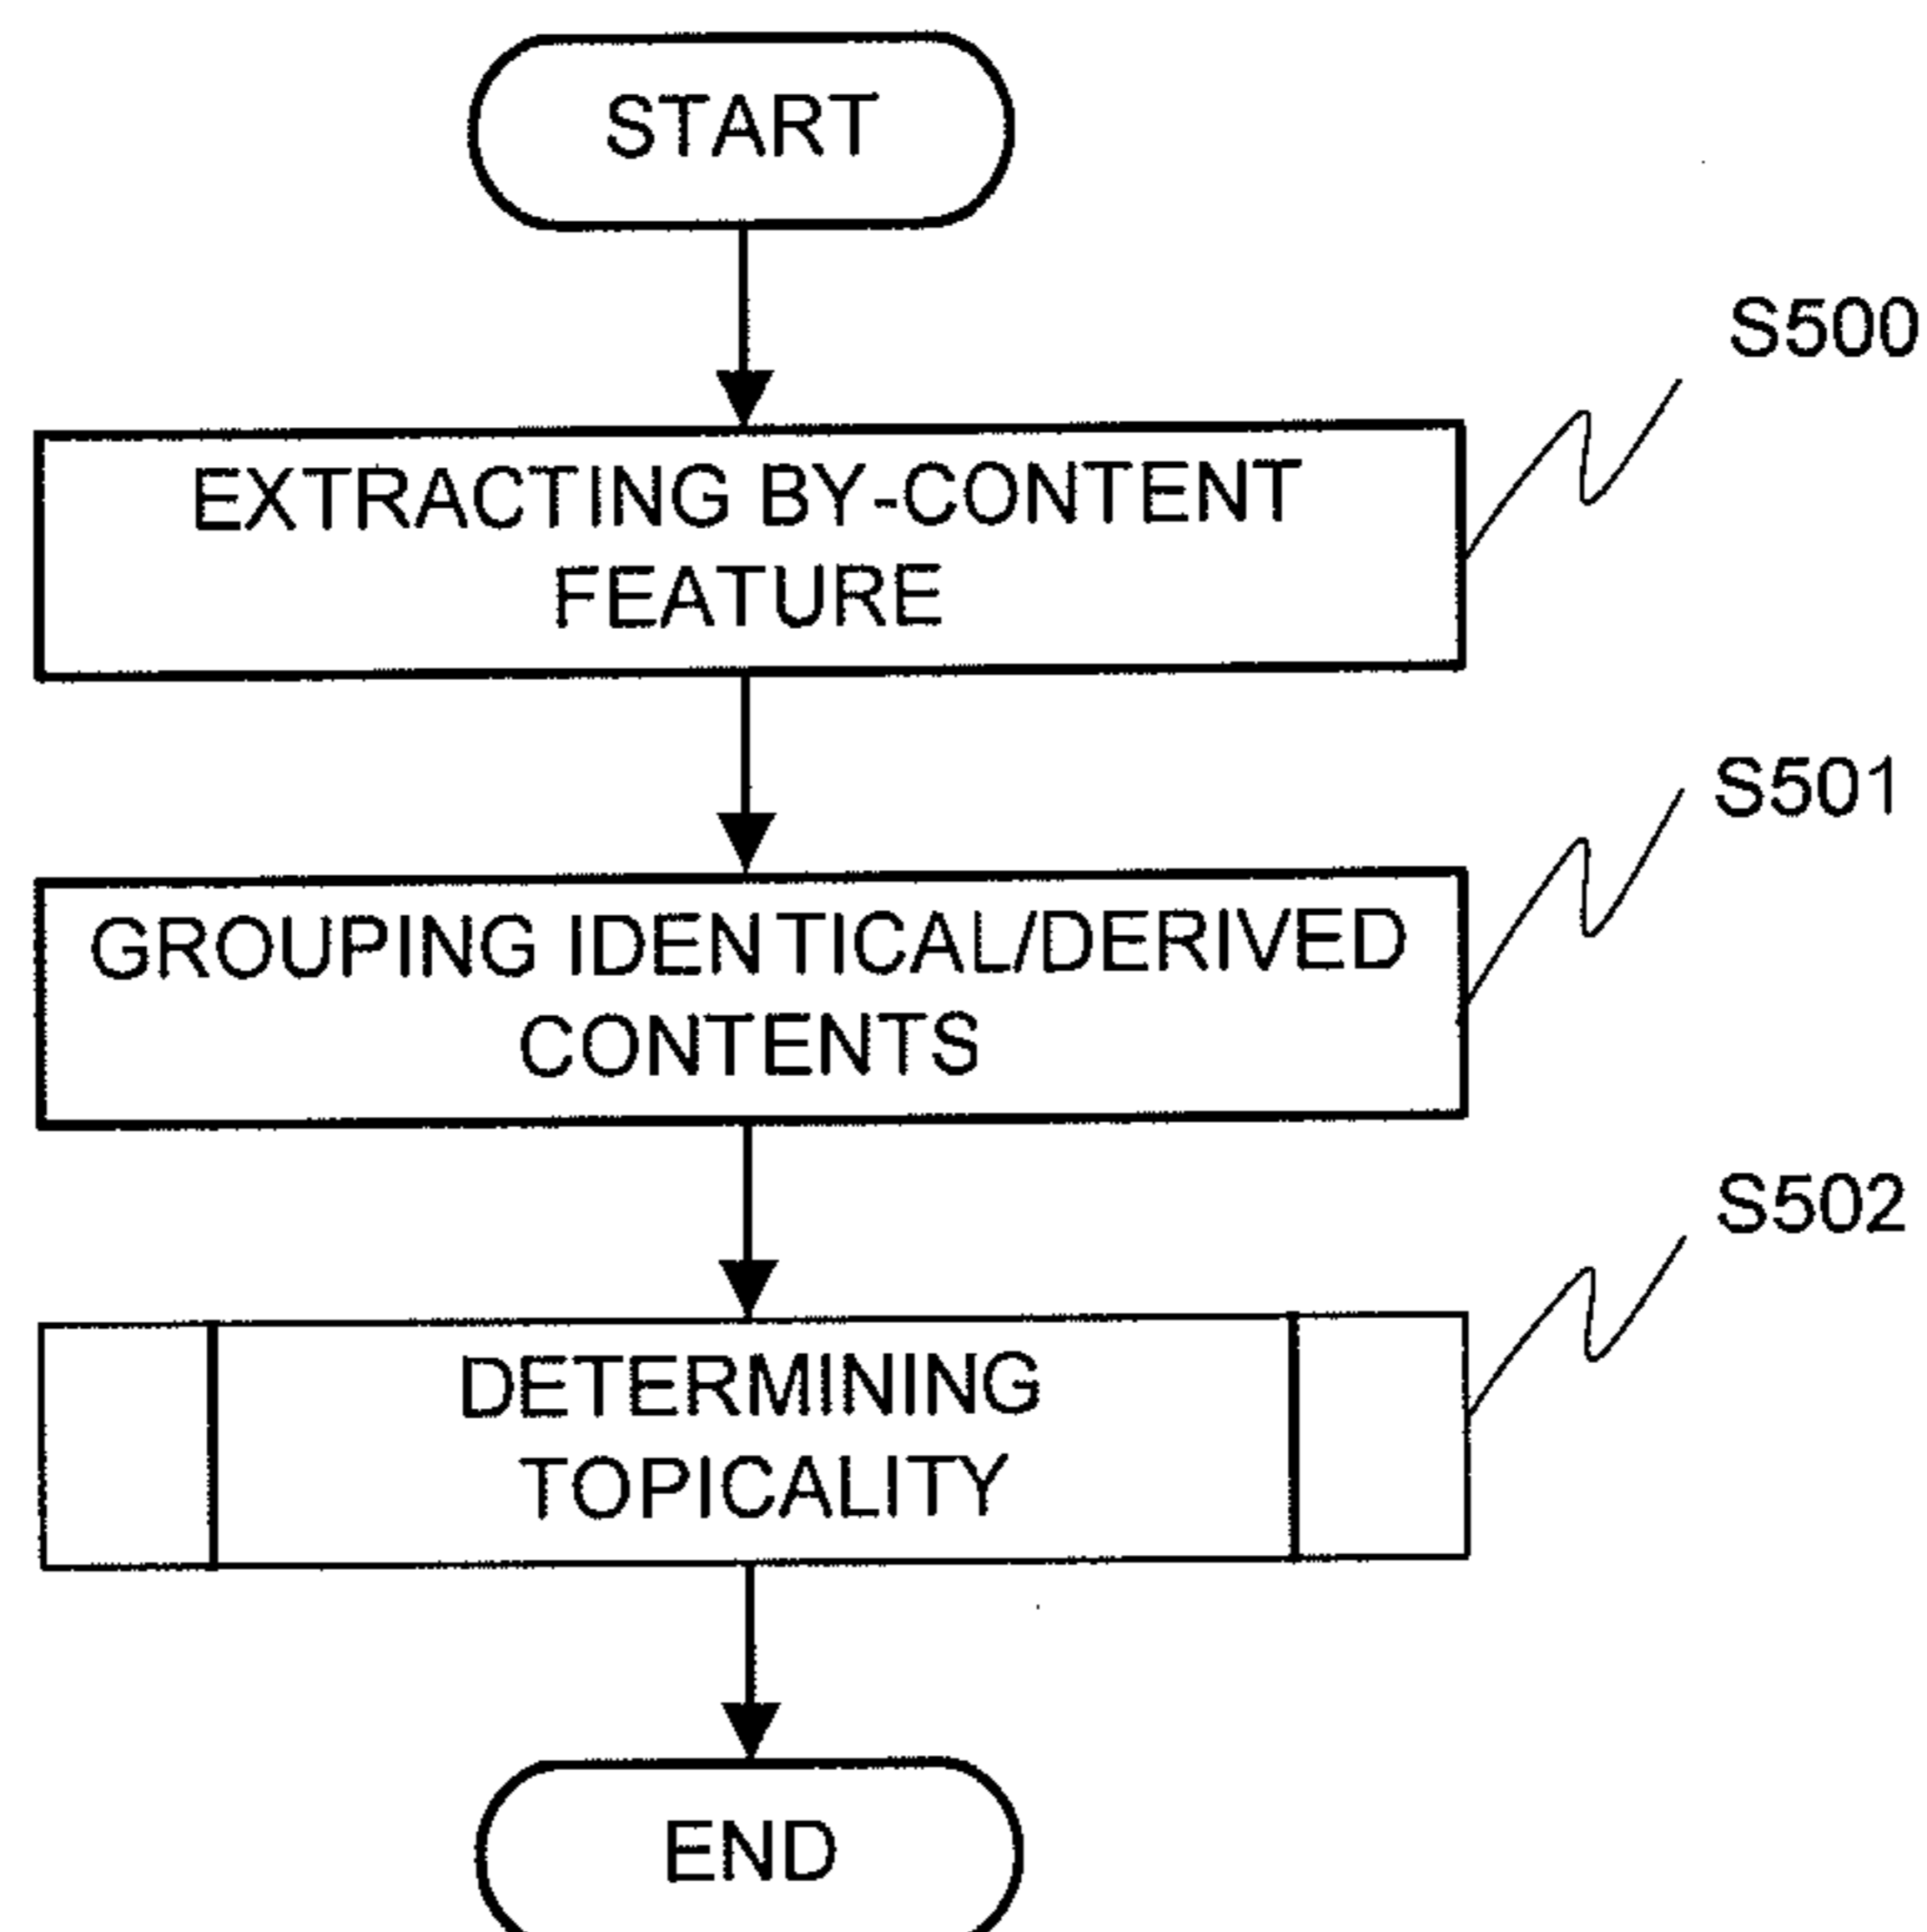 START
S500
EXTRACTING BY-CONTENT
FEATURE
S501
GROUPING IDENTICAL/DERIVED
CONTENTS
S502
DETERMINING
TOPICALITY
END